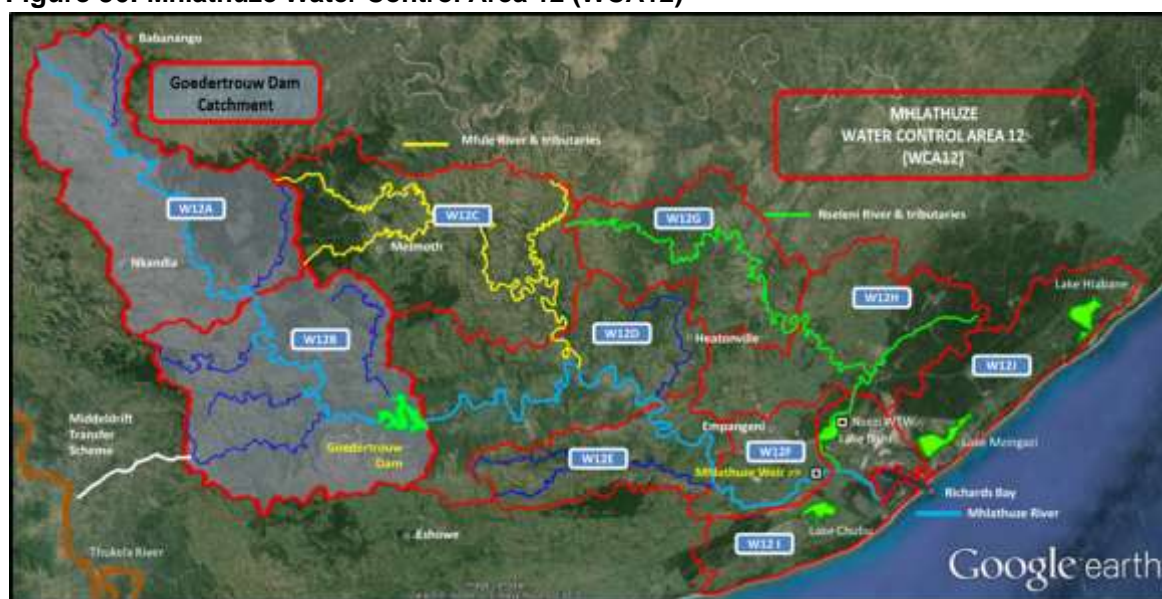 Figure 36: Mhlathuze Water Control Area 12 (WCA12)
Babanango
Goedertrouw Dam
Catchment
MHLATHUZE
WATER CONTROL AREA 12
(WCA12)
Mfule River & tributaries
W12A
W12C
W12G
Nseleni River & tributaries
Melmoth
Nkandla
W12H
Lake Hlabane
W12B
W12D
Heatonville
W12J
Middeldrift
Transfer
Scheme
Goedertrouw
Dam
Empangeni
Nsezi WTW
Lake Nsezi
Lake Mzingazi
W12E
W12F
Mhlathuze Weir >>
Richards Bay
Mhlathuze River
Eshowe
Lake Chubu
W12 I
Thukela River
Google earth